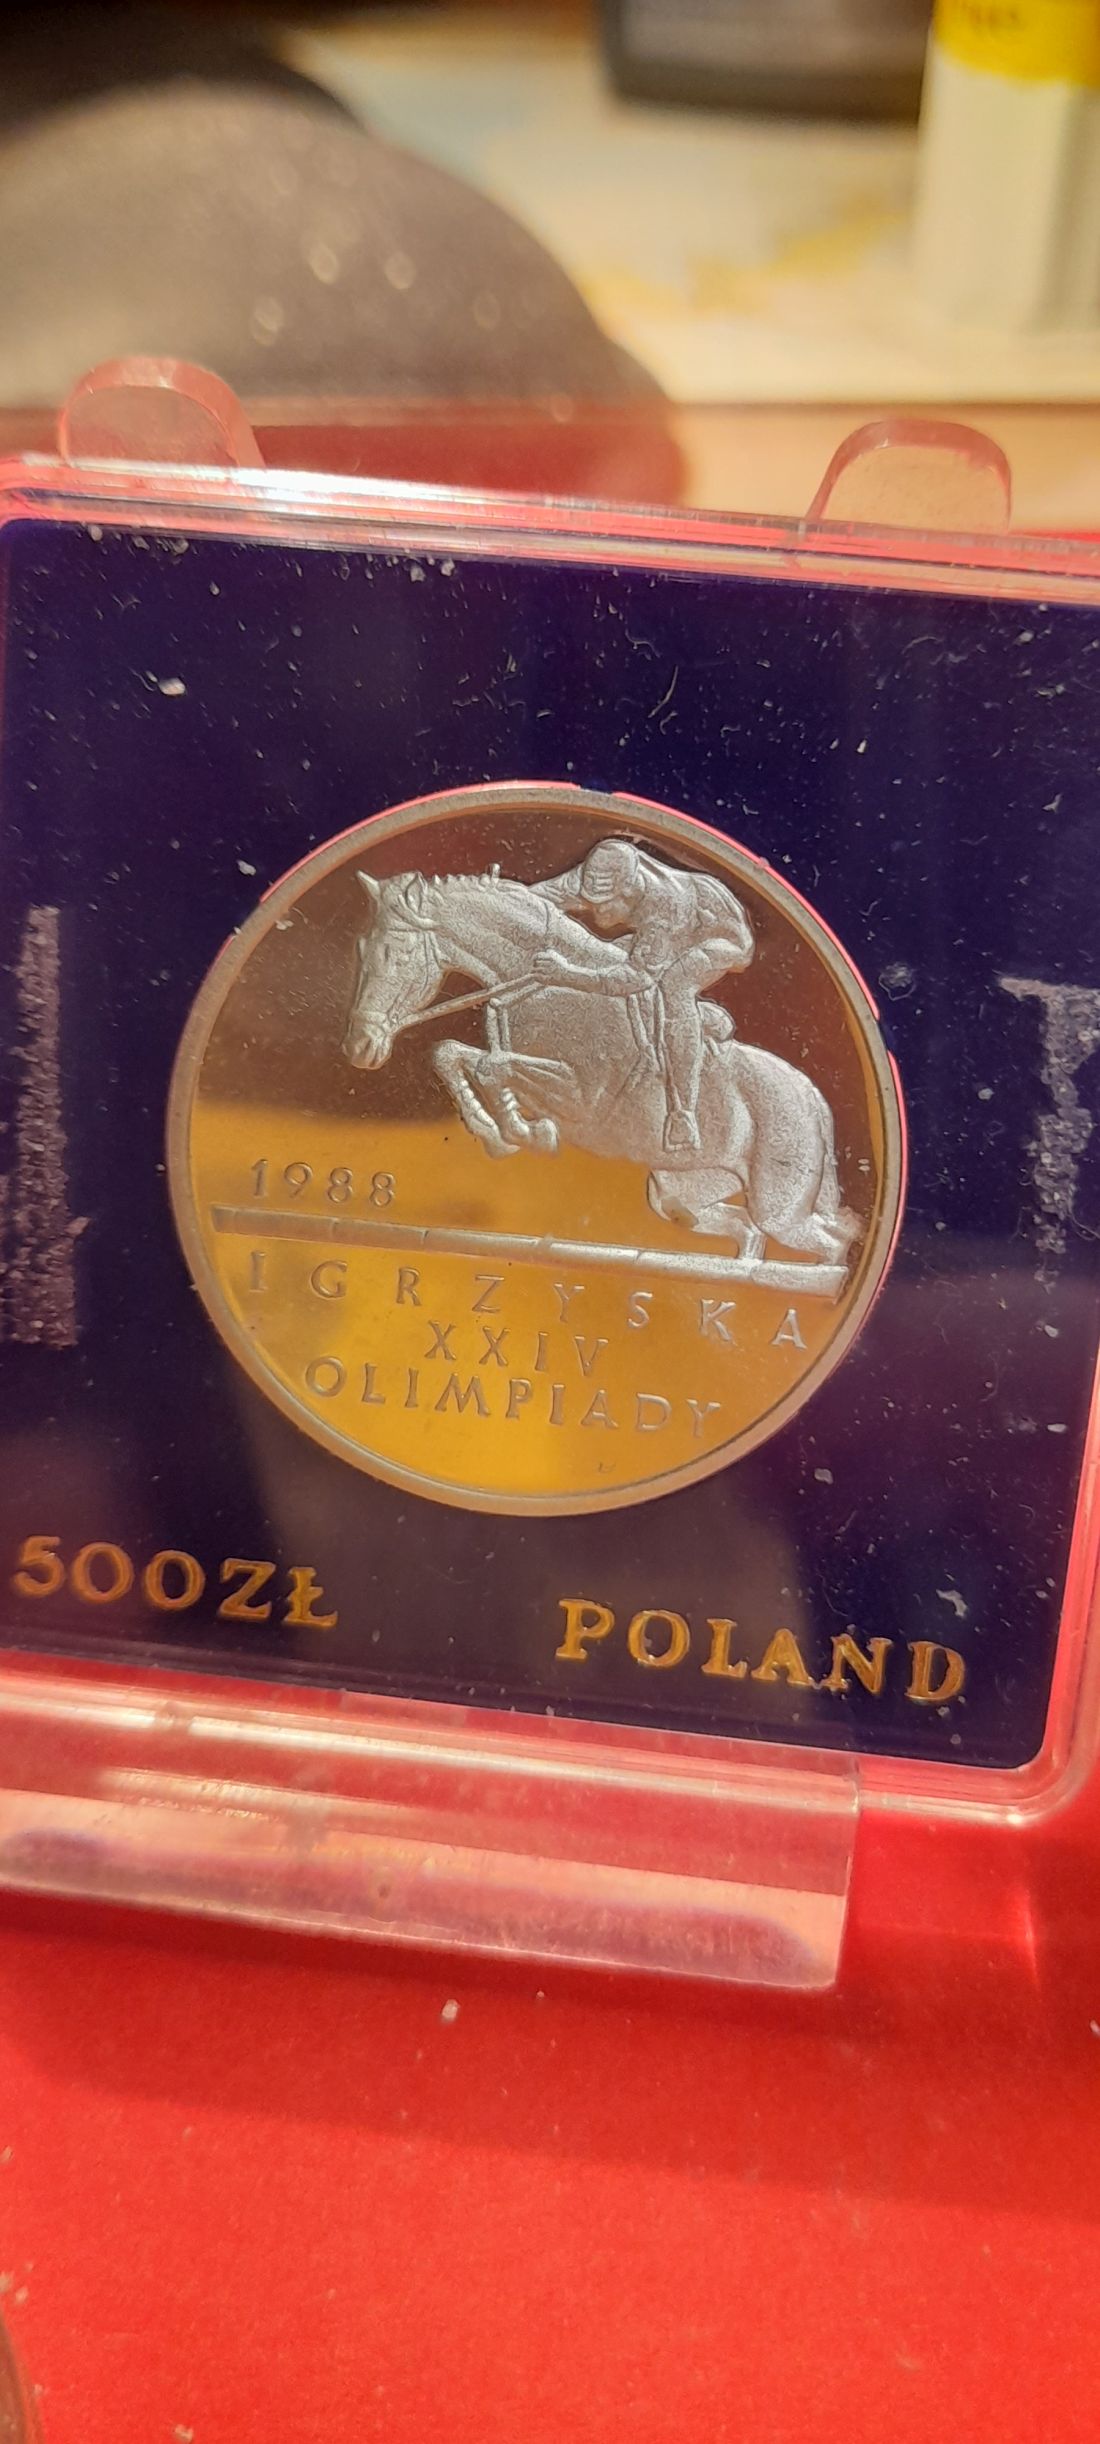 1988
IGRZYSKA
XXIV
OLIMPIADY
500ZŁ POLAND